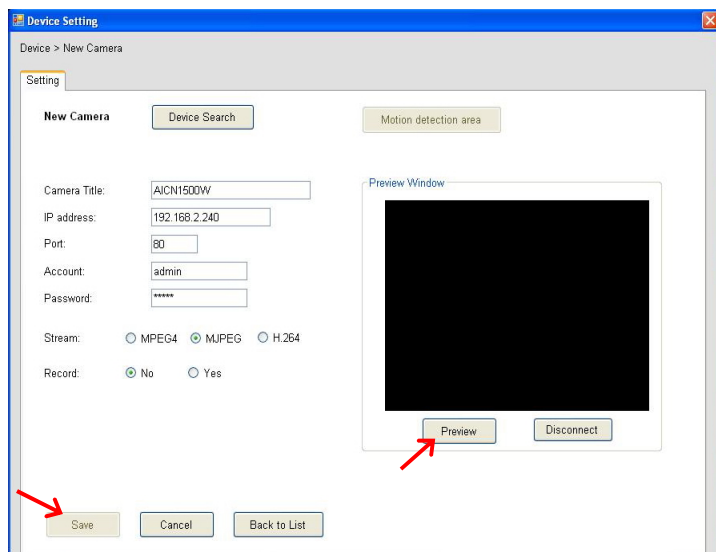 Device Setting
Device > New Camera
Setting
New Camera
Device Search
Motion detection area
Camera Title: AICN1500W
IP address: 192.168.2.240
Port: 80
Account: admin
Password: *****
Stream: MPEG4 MJPEG H.264
Record: No Yes
Preview Window
Preview Disconnect
Save Cancel Back to List